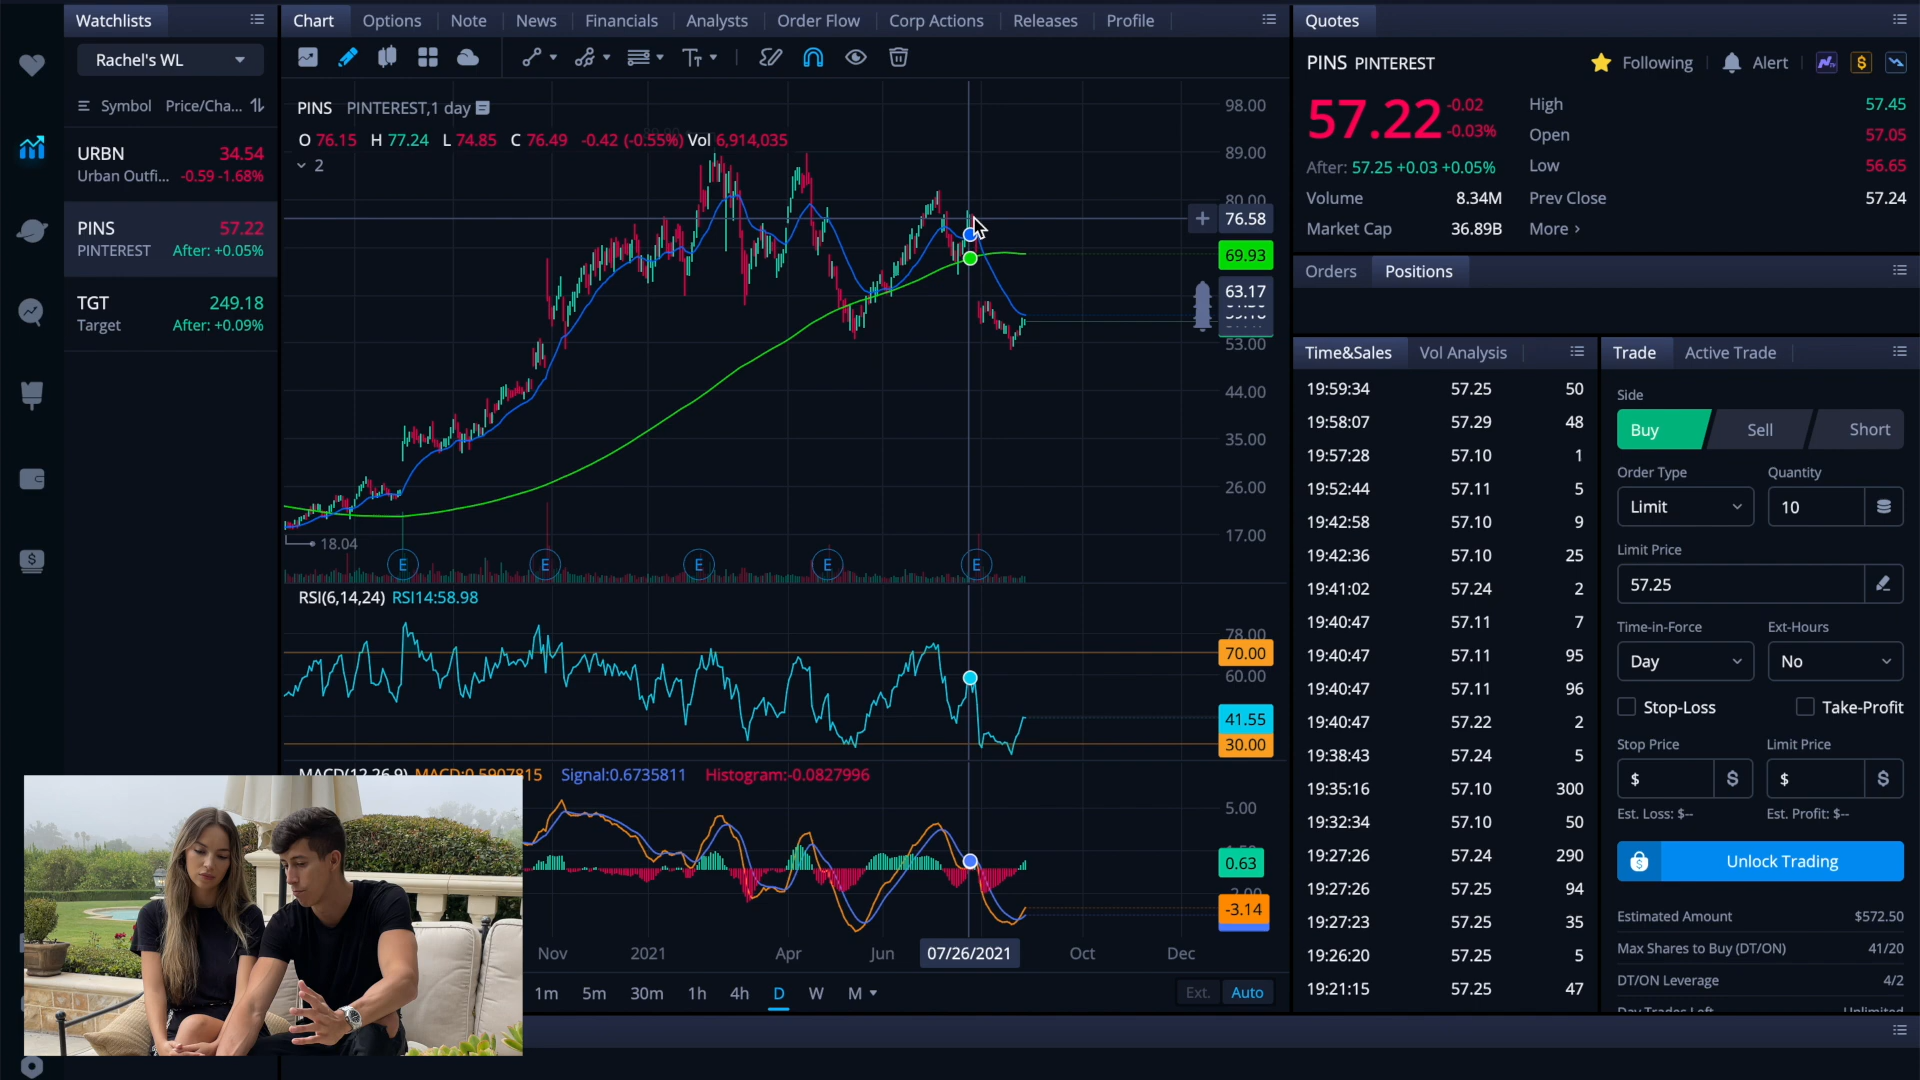 Watchlists
Rachel's WL
Symbol Price/Cha...
URBN 34.54
Urban Outfi... -0.59 -1.68%
PINS 57.22
PINTEREST After: +0.05%
TGT 249.18
Target After: +0.09%
Chart Options Note News Financials Analysts Order Flow Corp Actions Releases Profile
PINS PINTEREST,1 day
O 76.15 H 77.24 L 74.85 C 76.49 -0.42 (-0.55%) Vol 6,914,035
2
98.00
89.00
80.00
76.58
69.93
63.17
53.00
44.00
35.00
26.00
17.00
18.04
E E E E E
RSI(6,14,24) RSI14:58.98
78.00
70.00
60.00
41.55
30.00
MACD(12,26,9) MACD:0.5907815 Signal:0.6735811 Histogram:-0.0827996
5.00
0.63
-2.00
-3.14
Nov 2021 Apr Jun 07/26/2021 Oct Dec
1m 5m 30m 1h 4h D W M Ext. Auto
Quotes
PINS PINTEREST Following Alert
57.22 -0.02
-0.03%
After: 57.25 +0.03 +0.05%
High 57.45
Open 57.05
Low 56.65
Volume 8.34M Prev Close 57.24
Market Cap 36.89B More ›
Orders Positions
Time&Sales Vol Analysis
19:59:34 57.25 50
19:58:07 57.29 48
19:57:28 57.10 1
19:52:44 57.11 5
19:42:58 57.10 9
19:42:36 57.10 25
19:41:02 57.24 2
19:40:47 57.11 7
19:40:47 57.11 95
19:40:47 57.11 96
19:40:47 57.22 2
19:38:43 57.24 5
19:35:16 57.10 300
19:32:34 57.10 50
19:27:26 57.24 290
19:27:26 57.25 94
19:27:23 57.25 35
19:26:20 57.25 5
19:21:15 57.25 47
Trade Active Trade
Side
Buy Sell Short
Order Type Quantity
Limit 10
Limit Price
57.25
Time-in-Force Ext-Hours
Day No
Stop-Loss Take-Profit
Stop Price Limit Price
$ $ $ $
Est. Loss: $-- Est. Profit: $--
Unlock Trading
Estimated Amount $572.50
Max Shares to Buy (DT/ON) 41/20
DT/ON Leverage 4/2
Day Trades Left Unlimited